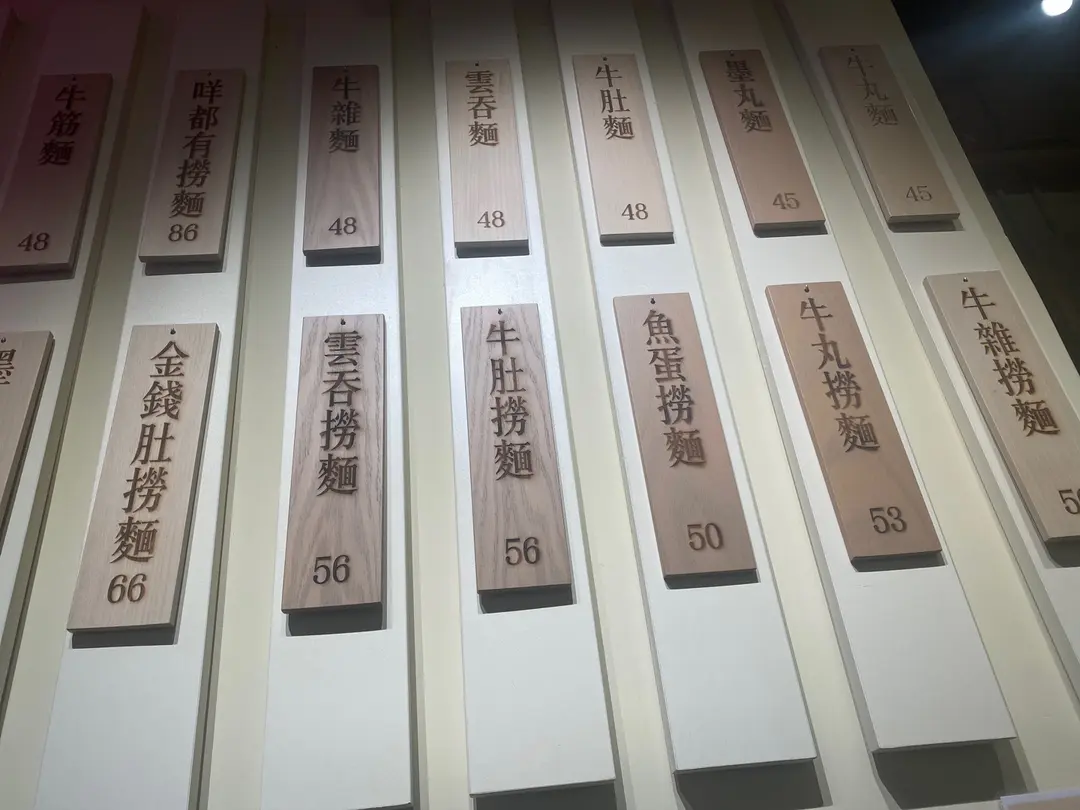 牛筋麵
48
咩都有撈麵
86
牛雜麵
48
雲吞麵
48
牛肚麵
48
墨丸麵
45
牛丸麵
45
墨
金錢肚撈麵
66
雲吞撈麵
56
牛肚撈麵
56
魚蛋撈麵
50
牛丸撈麵
53
牛雜撈麵